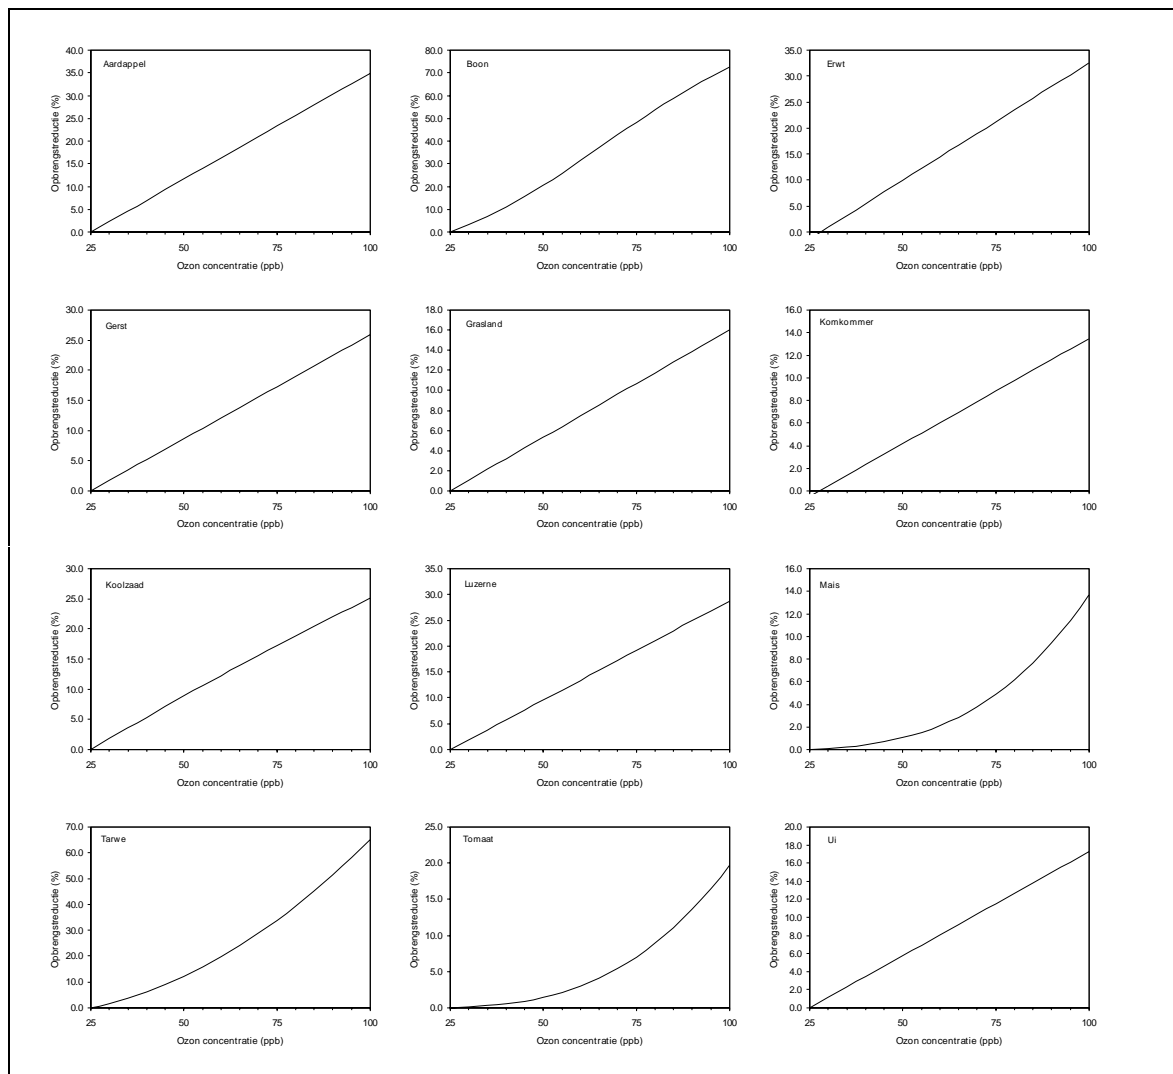 Aardappel
Opbrengstreductie (%)
40.0
35.0
30.0
25.0
20.0
15.0
10.0
5.0
0.0
25 50 75 100
Ozon concentratie (ppb)
Boon
Opbrengstreductie (%)
80.0
70.0
60.0
50.0
40.0
30.0
20.0
10.0
0.0
25 50 75 100
Ozon concentratie (ppb)
Erwt
Opbrengstreductie (%)
35.0
30.0
25.0
20.0
15.0
10.0
5.0
0.0
25 50 75 100
Ozon concentratie (ppb)
Gerst
Opbrengstreductie (%)
30.0
25.0
20.0
15.0
10.0
5.0
0.0
25 50 75 100
Ozon concentratie (ppb)
Grasland
Opbrengstreductie (%)
18.0
16.0
14.0
12.0
10.0
8.0
6.0
4.0
2.0
0.0
25 50 75 100
Ozon concentratie (ppb)
Komkommer
Opbrengstreductie (%)
16.0
14.0
12.0
10.0
8.0
6.0
4.0
2.0
0.0
25 50 75 100
Ozon concentratie (ppb)
Koolzaad
Opbrengstreductie (%)
30.0
25.0
20.0
15.0
10.0
5.0
0.0
25 50 75 100
Ozon concentratie (ppb)
Luzerne
Opbrengstreductie (%)
35.0
30.0
25.0
20.0
15.0
10.0
5.0
0.0
25 50 75 100
Ozon concentratie (ppb)
Mais
Opbrengstreductie (%)
16.0
14.0
12.0
10.0
8.0
6.0
4.0
2.0
0.0
25 50 75 100
Ozon concentratie (ppb)
Tarwe
Opbrengstreductie (%)
70.0
60.0
50.0
40.0
30.0
20.0
10.0
0.0
25 50 75 100
Ozon concentratie (ppb)
Tomaat
Opbrengstreductie (%)
25.0
20.0
15.0
10.0
5.0
0.0
25 50 75 100
Ozon concentratie (ppb)
Ui
Opbrengstreductie (%)
20.0
18.0
16.0
14.0
12.0
10.0
8.0
6.0
4.0
2.0
0.0
25 50 75 100
Ozon concentratie (ppb)